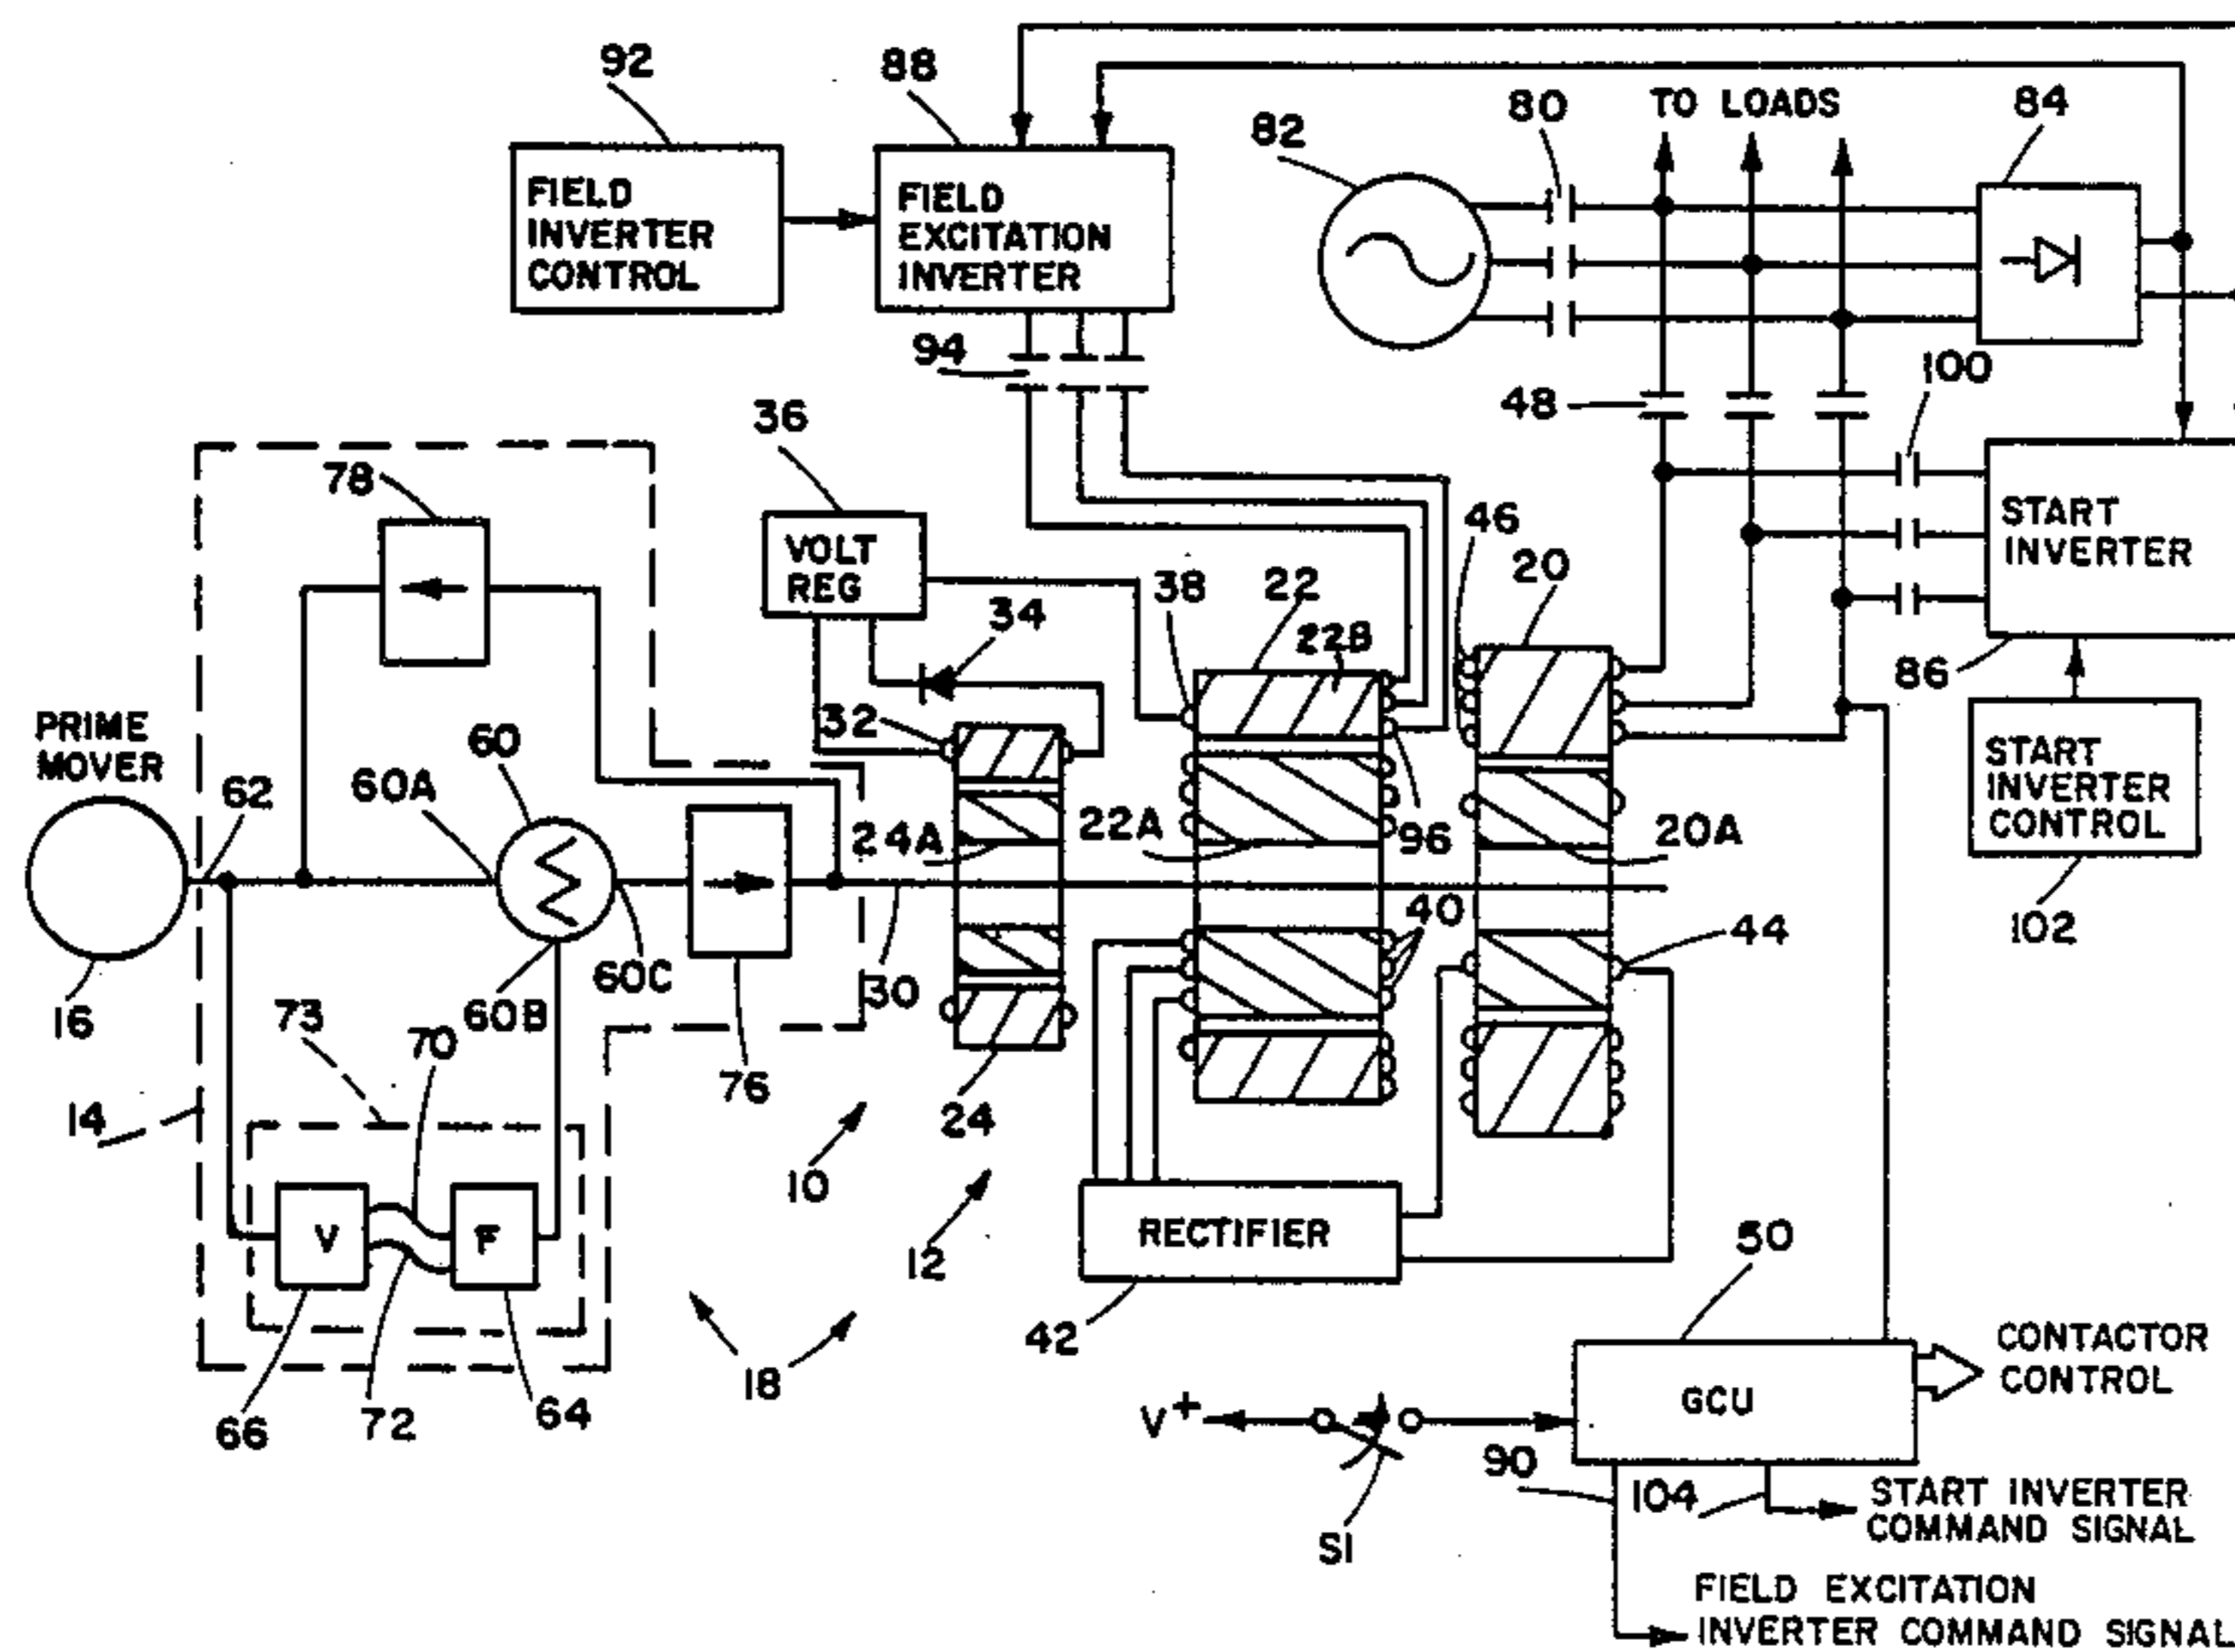 92
88
80
TO LOADS
84
82
FIELD
INVERTER
CONTROL
FIELD
EXCITATION
INVERTER
94
48
100
36
78
VOLT
REG
46
START
INVERTER
38
22
20
34
22B
86
PRIME
MOVER
32
62
60A
60
24A
22A
96
20A
START
INVERTER
CONTROL
102
40
44
16
73
60B
60C
30
70
76
14
24
10
12
V
F
RECTIFIER
50
66
72
64
18
42
CONTACTOR
CONTROL
V+
GCU
S1
90
104
START INVERTER
COMMAND SIGNAL
FIELD EXCITATION
INVERTER COMMAND SIGNAL